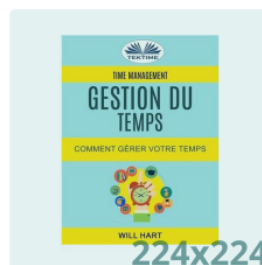 TEKTIME
TIME MANAGEMENT
GESTION DU
TEMPS
COMMENT GÉRER VOTRE TEMPS
WILL HART
224x224